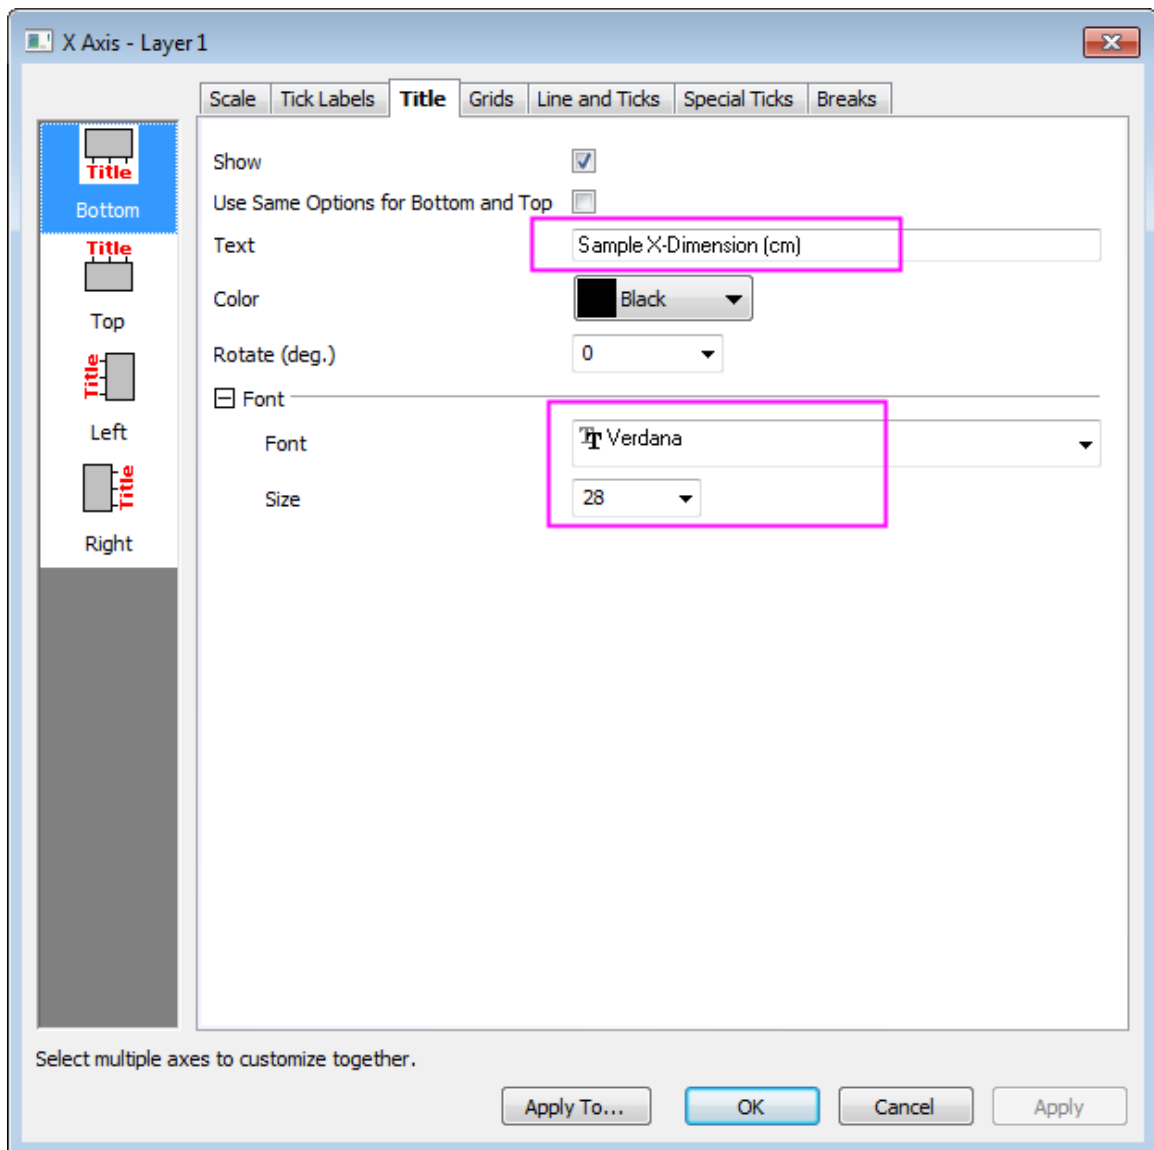 X Axis - Layer 1
Scale Tick Labels Title Grids Line and Ticks Special Ticks Breaks
Title
Bottom
Title
Top
Title
Left
Title
Right
Show
Use Same Options for Bottom and Top
Text Sample X-Dimension (cm)
Color Black
Rotate (deg.) 0
Font
Font Verdana
Size 28
Select multiple axes to customize together.
Apply To... OK Cancel Apply